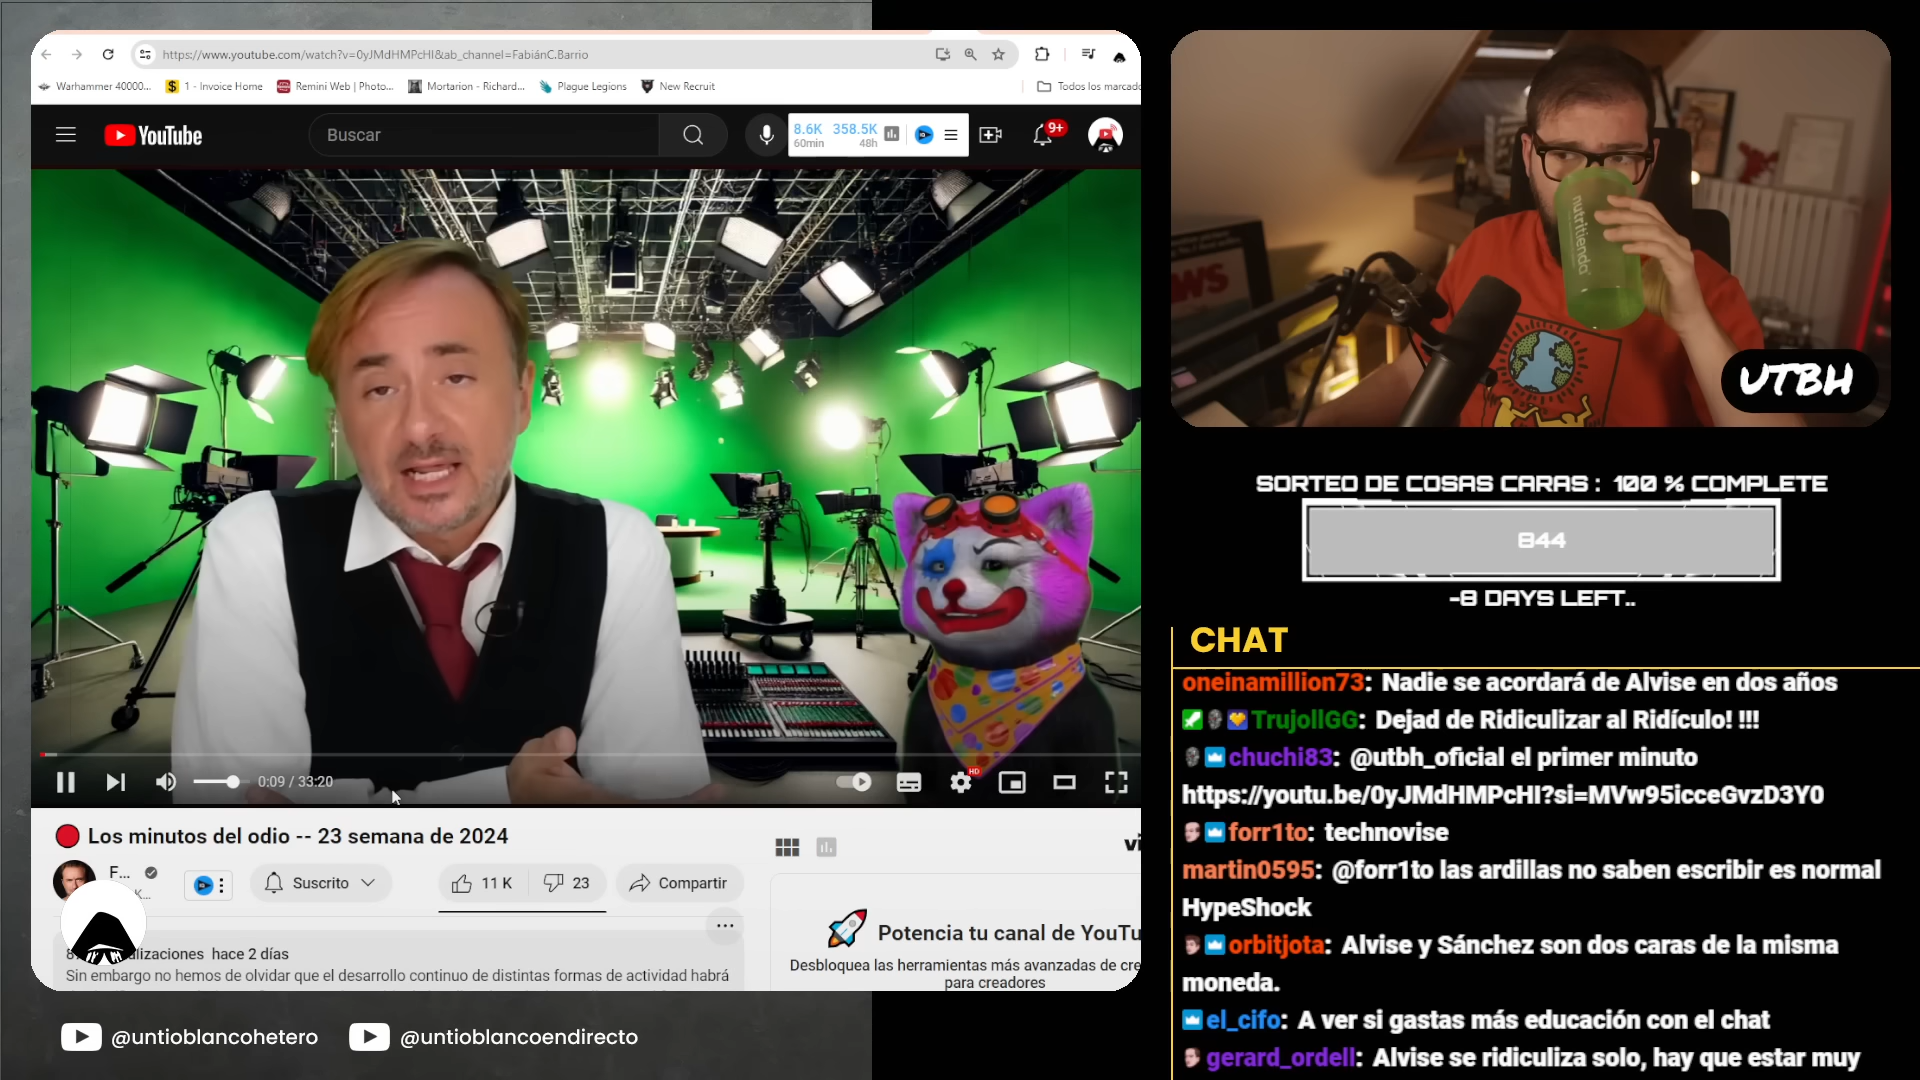 https://www.youtube.com/watch?v=0yJMdHMPcHI&ab_channel=FabiánC.Barrio
Warhammer 40000...
1 - Invoice Home
Remini Web | Photo...
Mortarion - Richard...
Plague Legions
New Recruit
Todos los marcado
YouTube
Buscar
8.6K 358.5K
60min 48h
9+
0:09 / 33:20
HD
Los minutos del odio -- 23 semana de 2024
F...
Suscrito
11 K
23
Compartir
lizaciones hace 2 días
Sin embargo no hemos de olvidar que el desarrollo continuo de distintas formas de actividad habrá
vi
Potencia tu canal de YouTu
Desbloquea las herramientas más avanzadas de cre
para creadores
@untioblancohetero
@untioblancoendirecto
WS
nutritienda
UTBH
SORTEO DE COSAS CARAS : 100 % COMPLETE
844
-8 DAYS LEFT..
CHAT
oneinamillion73: Nadie se acordará de Alvise en dos años
TrujollGG: Dejad de Ridiculizar al Ridículo! !!!
chuchi83: @utbh_oficial el primer minuto
https://youtu.be/0yJMdHMPcHI?si=MVw95icceGvzD3Y0
forr1to: technovise
martin0595: @forr1to las ardillas no saben escribir es normal
HypeShock
orbitjota: Alvise y Sánchez son dos caras de la misma
moneda.
el_cifo: A ver si gastas más educación con el chat
gerard_ordell: Alvise se ridiculiza solo, hay que estar muy